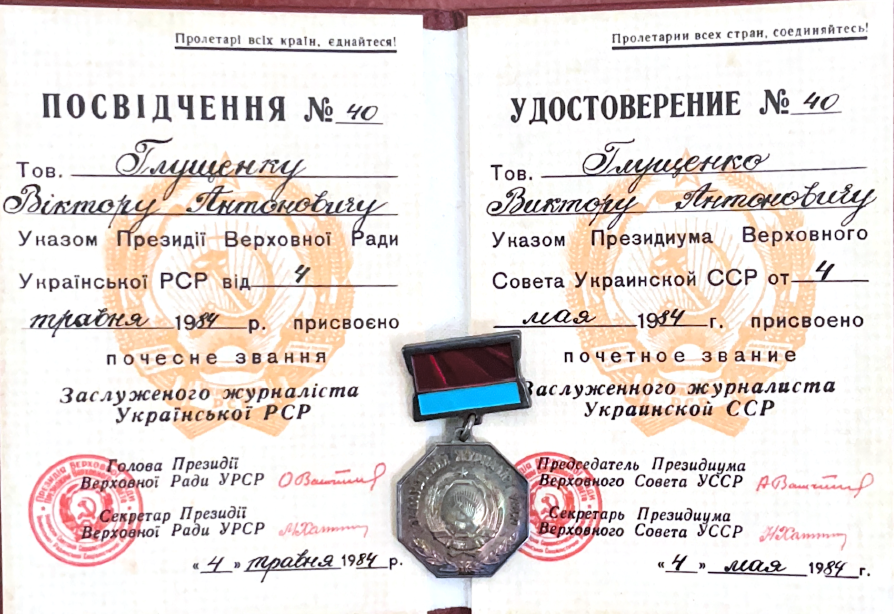 Пролетарі всіх країн, єднайтеся!
ПОСВІДЧЕННЯ № 40
Тов. Глущенку
Віктору Антоновичу
Указом Президії Верховної Ради
Української РСР від 4
травня 1984 р. присвоєно
почесне звання
Заслуженого журналіста
Української РСР
Голова Президії
Верховної Ради УРСР
Секретар Президії
Верховної Ради УРСР
«4» травня 1984 р.
Пролетарии всех стран, соединяйтесь!
УДОСТОВЕРЕНИЕ № 40
Тов. Глущенко
Виктору Антоновичу
Указом Президиума Верховного
Совета Украинской ССР от 4
мая 1984 г. присвоено
почетное звание
Заслуженного журналиста
Украинской ССР
Председатель Президиума
Верховного Совета УССР
Секретарь Президиума
Верховного Совета УССР
«4» мая 1984 г.